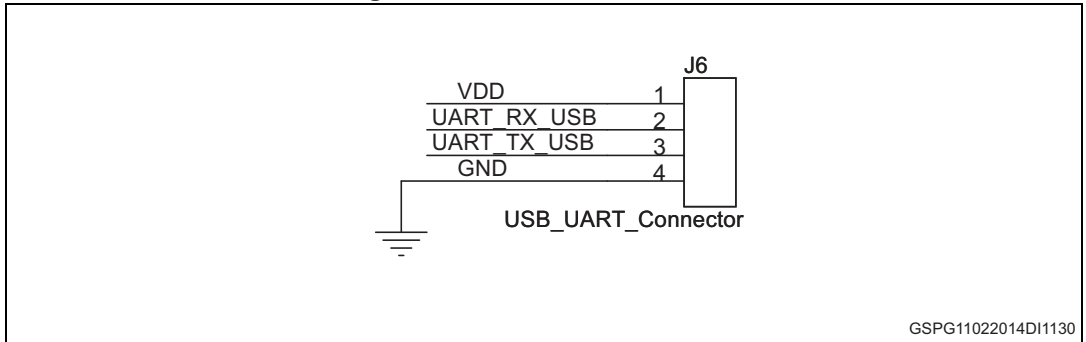 J6
VDD 1
UART_RX_USB 2
UART_TX_USB 3
GND 4
USB_UART_Connector
GSPG11022014DI1130